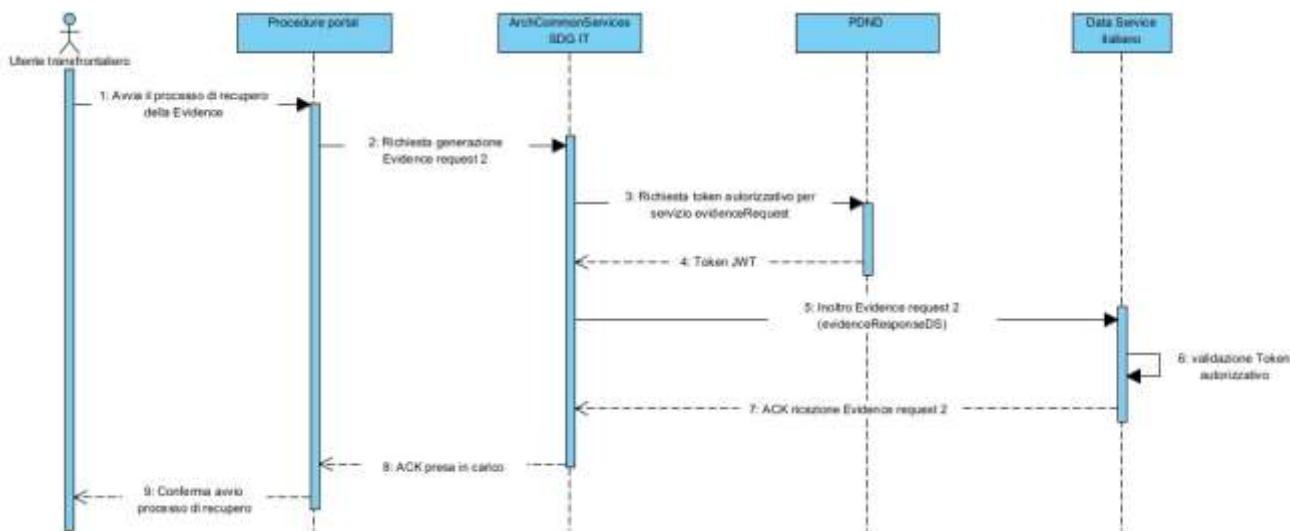 Procedure portal
ArchCommonServices
SDG IT
PDND
Data Service
italiano
Utente transfrontaliero
1: Avvia il processo di recupero
della Evidence
2: Richiesta generazione
Evidence request 2
3: Richiesta token autorizzativo per
servizio evidenceRequest
4: Token JWT
5: Inoltro Evidence request 2
(evidenceResponseDS)
6: validazione Token
autorizzativo
7: ACK ricezione Evidence request 2
8: ACK presa in carico
9: Conferma avvio
processo di recupero